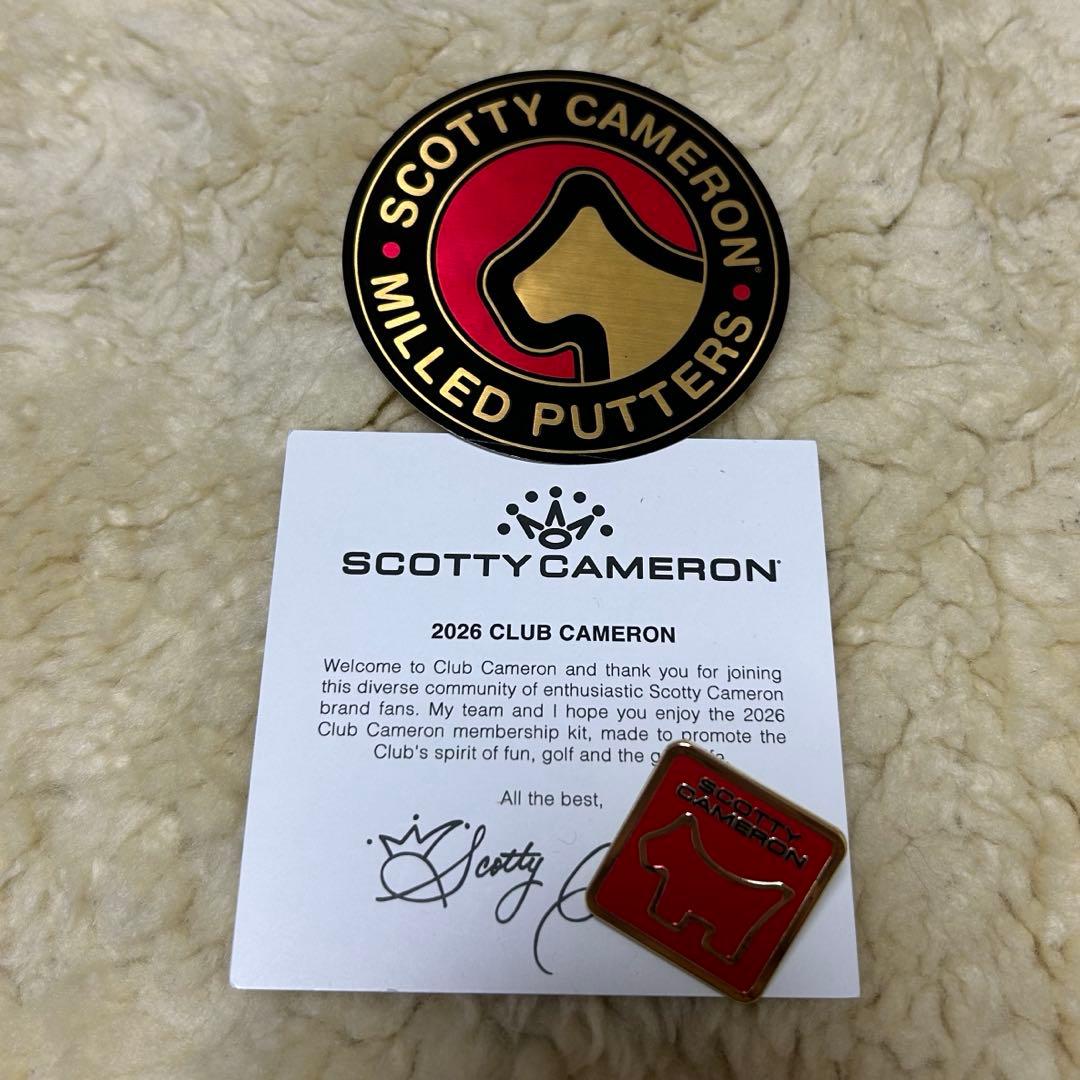 SCOTTY CAMERON®
MILLED PUTTERS
SCOTTY CAMERON
2026 CLUB CAMERON
Welcome to Club Cameron and thank you for joining
this diverse community of enthusiastic Scotty Cameron
brand fans. My team and I hope you enjoy the 2026
Club Cameron membership kit, made to promote the
Club's spirit of fun, golf and the
All the best,
Scotty
SCOTTY
CAMERON